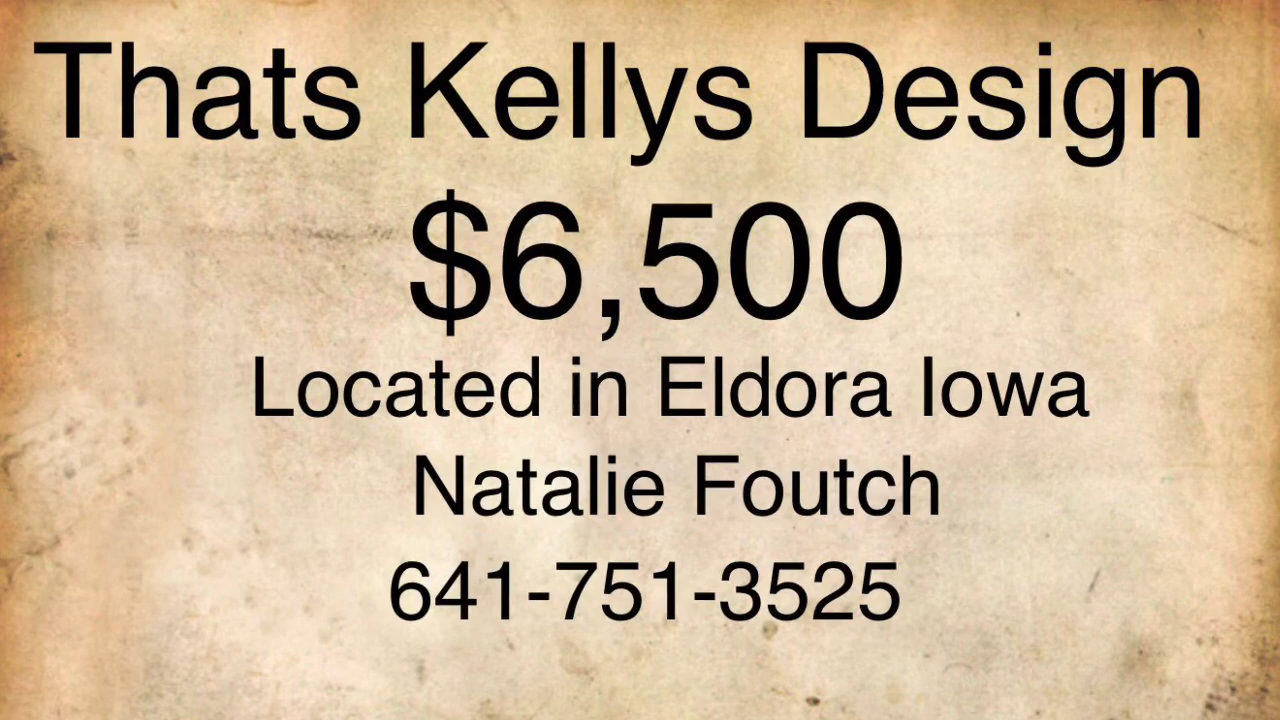 Thats Kellys Design
$6,500
Located in Eldora Iowa
Natalie Foutch
641-751-3525